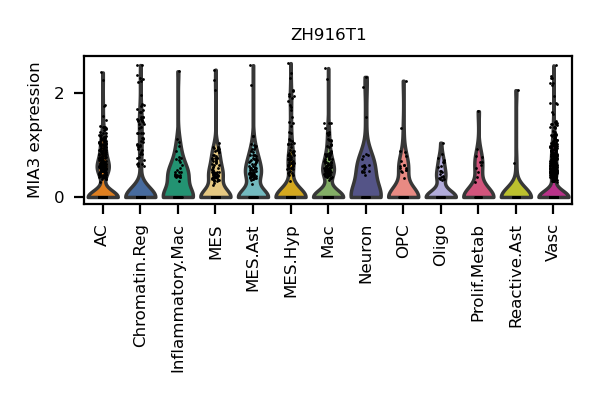 ZH916T1
MIA3 expression
2
0
AC
Chromatin.Reg
Inflammatory.Mac
MES
MES.Ast
MES.Hyp
Mac
Neuron
OPC
Oligo
Prolif.Metab
Reactive.Ast
Vasc